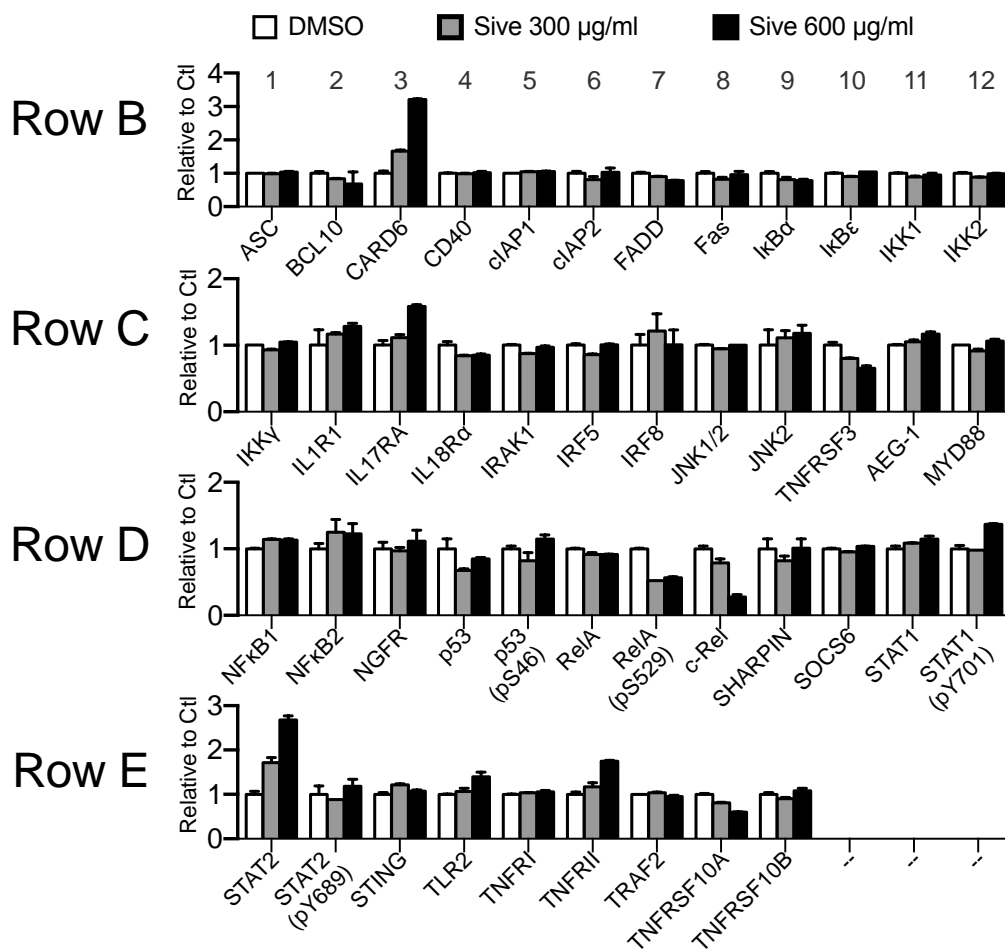 DMSO Sive 300 µg/ml Sive 600 µg/ml
1 2 3 4 5 6 7 8 9 10 11 12
Row B
Relative to Ctl
4
3
2
1
0
ASC BCL10 CARD6 CD40 cIAP1 cIAP2 FADD Fas IκBα IκBε IKK1 IKK2
Row C
Relative to Ctl
2
1
0
IKKγ IL1R1 IL17RA IL18Rα IRAK1 IRF5 IRF8 JNK1/2 JNK2 TNFRSF3 AEG-1 MYD88
Row D
Relative to Ctl
2
1
0
NFκB1 NFκB2 NGFR p53 p53 (pS46) RelA RelA (pS529) c-Rel SHARPIN SOCS6 STAT1 STAT1 (pY701)
Row E
Relative to Ctl
3
2
1
0
STAT2 STAT2 (pY689) STING TLR2 TNFRI TNFRII TRAF2 TNFRSF10A TNFRSF10B -- -- --